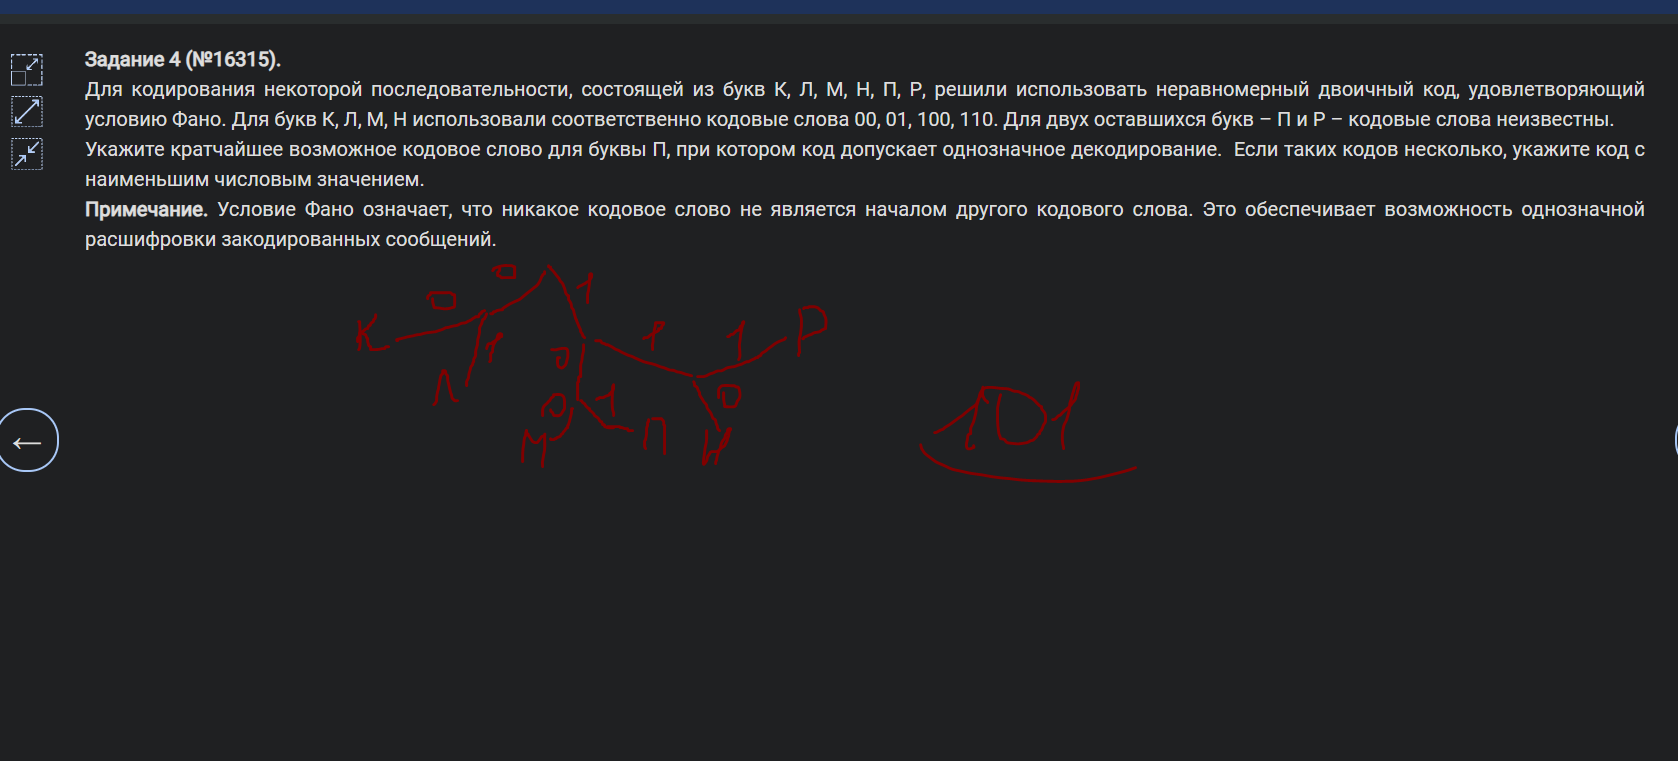 Задание 4 (№16315).
Для кодирования некоторой последовательности, состоящей из букв К, Л, М, Н, П, Р, решили использовать неравномерный двоичный код, удовлетворяющий
условию Фано. Для букв К, Л, М, Н использовали соответственно кодовые слова 00, 01, 100, 110. Для двух оставшихся букв – П и Р – кодовые слова неизвестны.
Укажите кратчайшее возможное кодовое слово для буквы П, при котором код допускает однозначное декодирование. Если таких кодов несколько, укажите код с
наименьшим числовым значением.
Примечание. Условие Фано означает, что никакое кодовое слово не является началом другого кодового слова. Это обеспечивает возможность однозначной
расшифровки закодированных сообщений.
0 1
0
К 1 1 1 Р
0
Л 0 1 0
М П Н
101